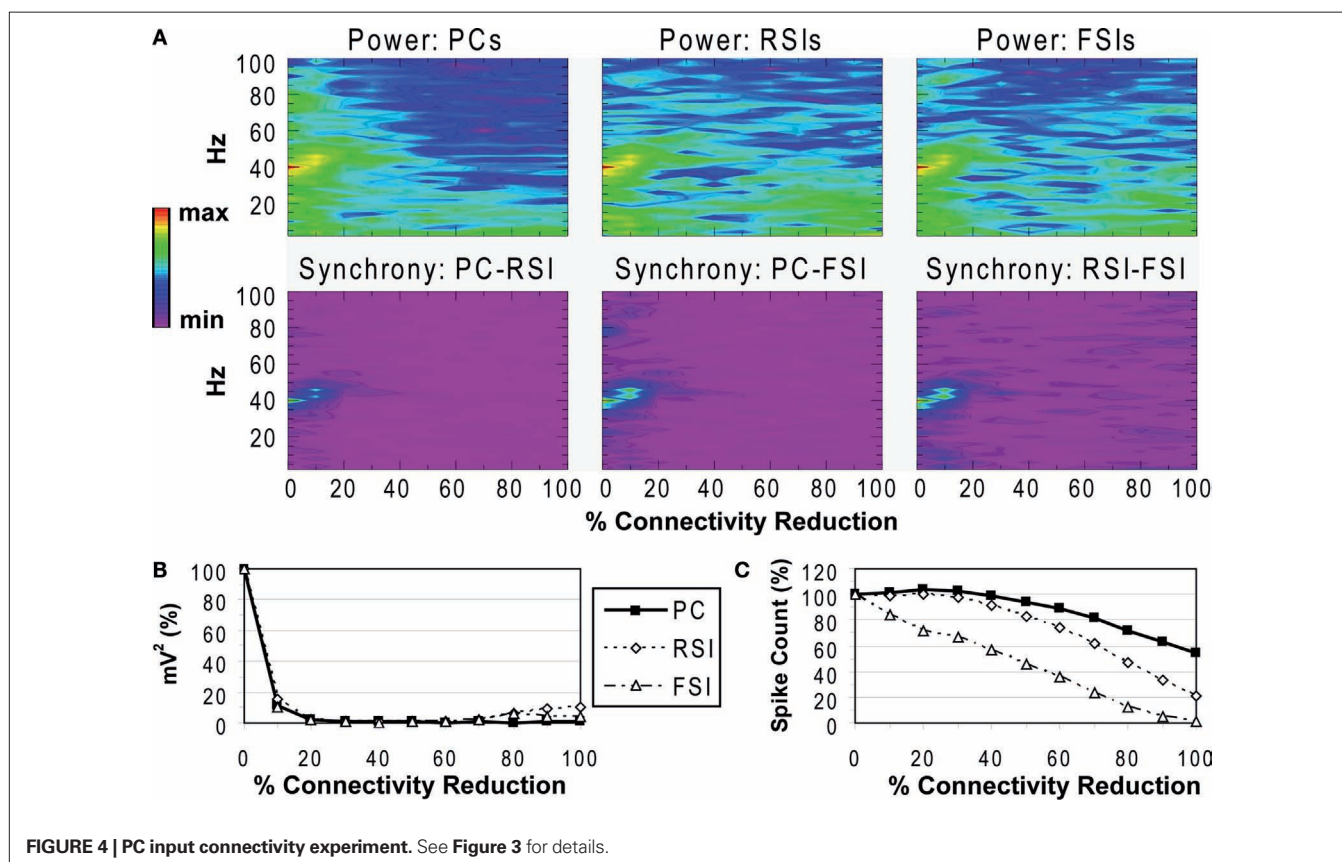 A
Power: PCs Power: RSIs Power: FSIs
100
80
60
40
20
Hz
max
min
Synchrony: PC-RSI Synchrony: PC-FSI Synchrony: RSI-FSI
100
80
60
40
20
Hz
0 20 40 60 80 100 0 20 40 60 80 100 0 20 40 60 80 100
% Connectivity Reduction
B
100
80
60
40
20
0
mV² (%)
0 20 40 60 80 100
% Connectivity Reduction
PC
RSI
FSI
C
120
100
80
60
40
20
0
Spike Count (%)
0 20 40 60 80 100
% Connectivity Reduction
FIGURE 4 | PC input connectivity experiment. See Figure 3 for details.